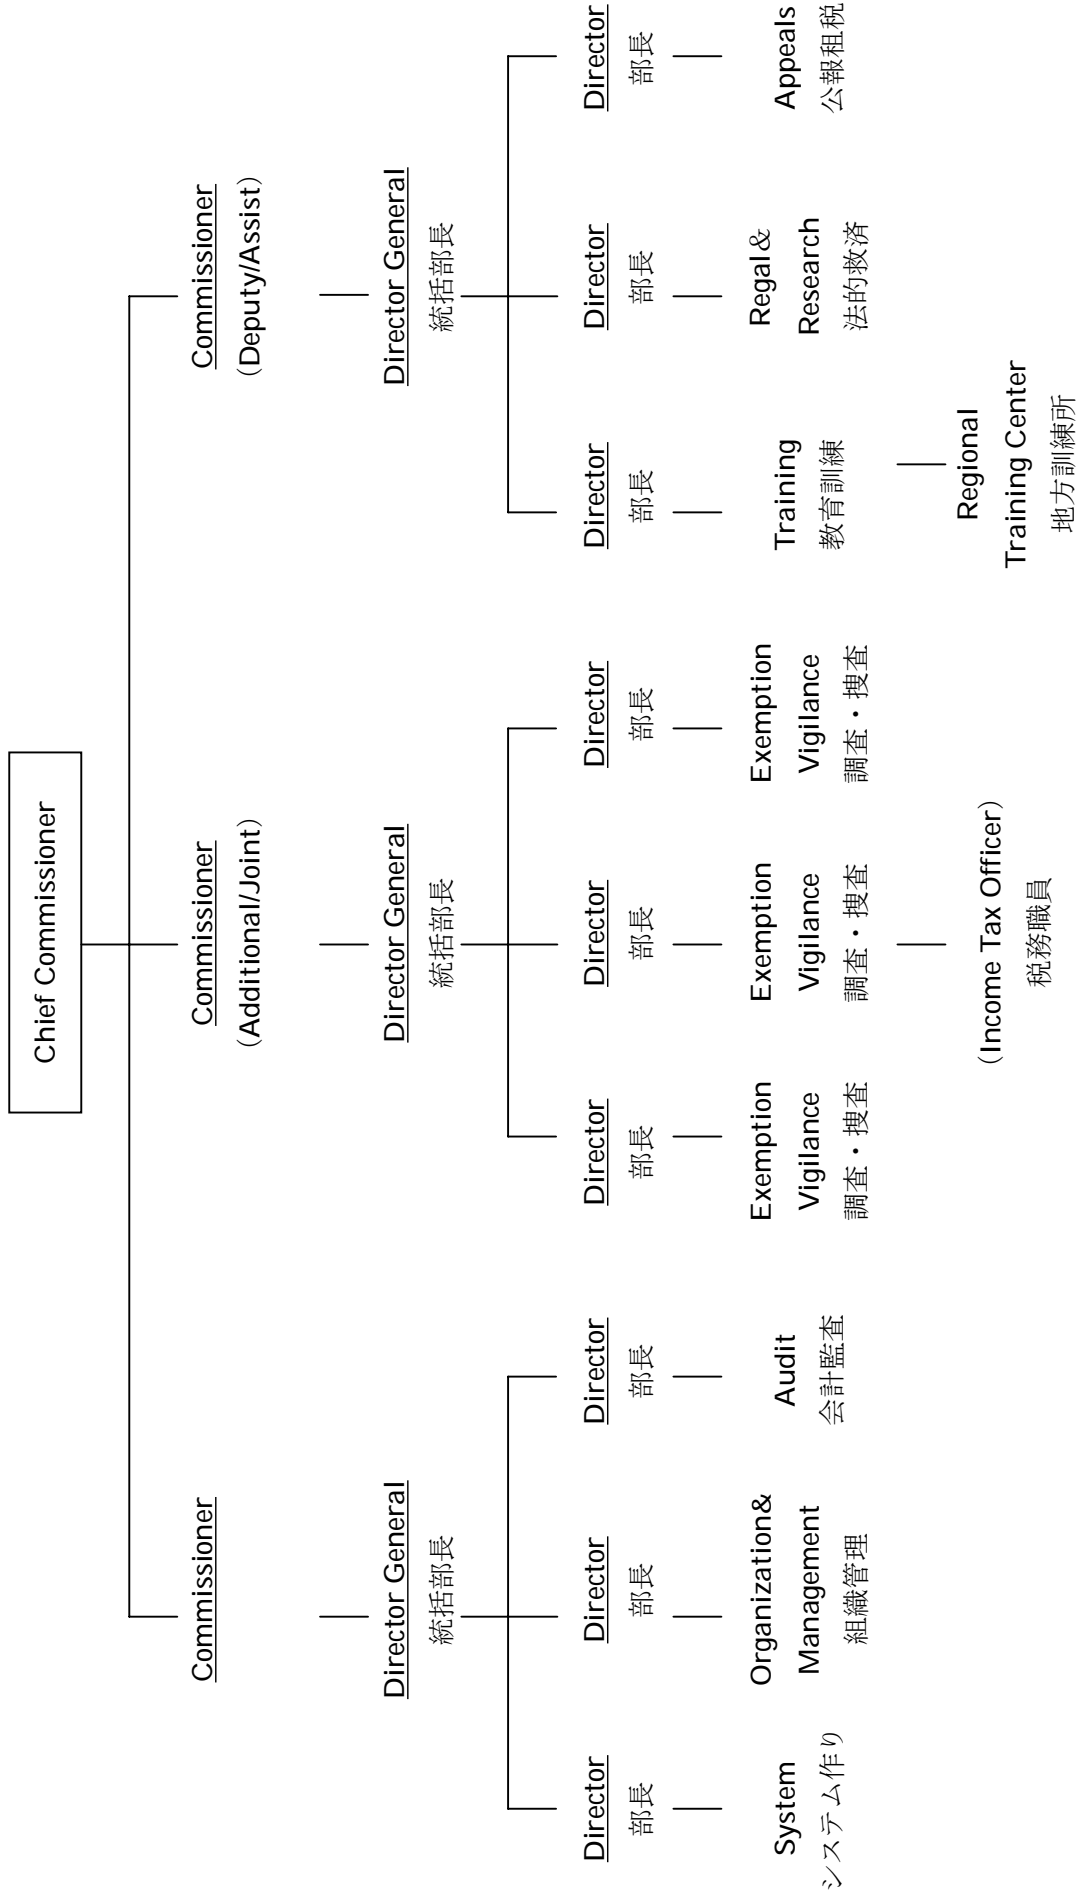 Chief Commissioner
Commissioner
Commissioner
(Additional/Joint)
Commissioner
(Deputy/Assist)
Director General
統括部長
Director General
統括部長
Director General
統括部長
Director
部長
Director
部長
Director
部長
Director
部長
Director
部長
Director
部長
Director
部長
Director
部長
Director
部長
System
システム作り
Organization&
Management
組織管理
Audit
会計監査
Exemption
Vigilance
調査・捜査
Exemption
Vigilance
調査・捜査
Exemption
Vigilance
調査・捜査
Training
教育訓練
Regal&
Research
法的救済
Appeals
公報租税
(Income Tax Officer)
税務職員
Regional
Training Center
地方訓練所